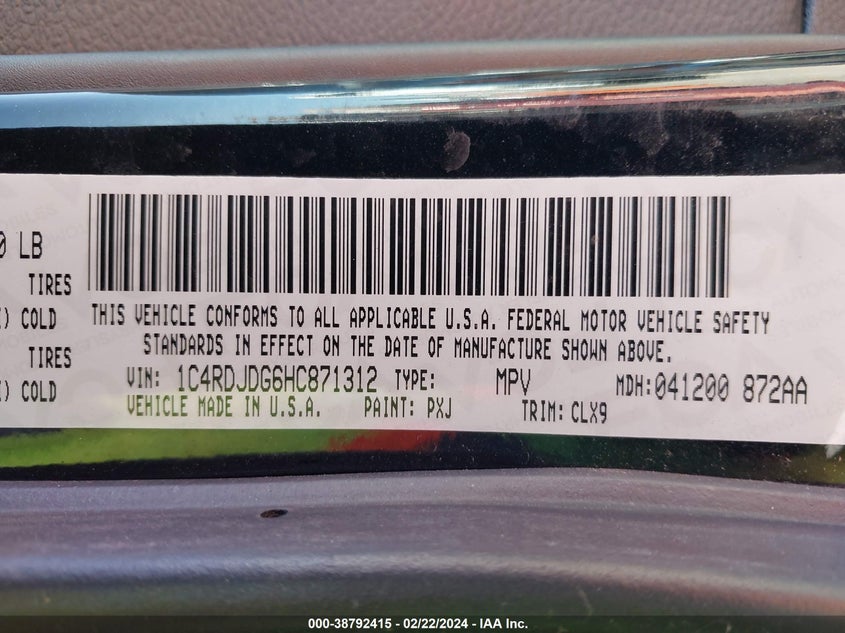 0 LB
TIRES
) COLD
TIRES
) COLD
THIS VEHICLE CONFORMS TO ALL APPLICABLE U.S.A. FEDERAL MOTOR VEHICLE SAFETY
STANDARDS IN EFFECT ON THE DATE OF MANUFACTURE SHOWN ABOVE.
VIN: 1C4RDJDG6HC871312 TYPE: MPV MDH:041200 872AA
VEHICLE MADE IN U.S.A. PAINT: PXJ TRIM:CLX9
000-38792415 - 02/22/2024 - IAA Inc.